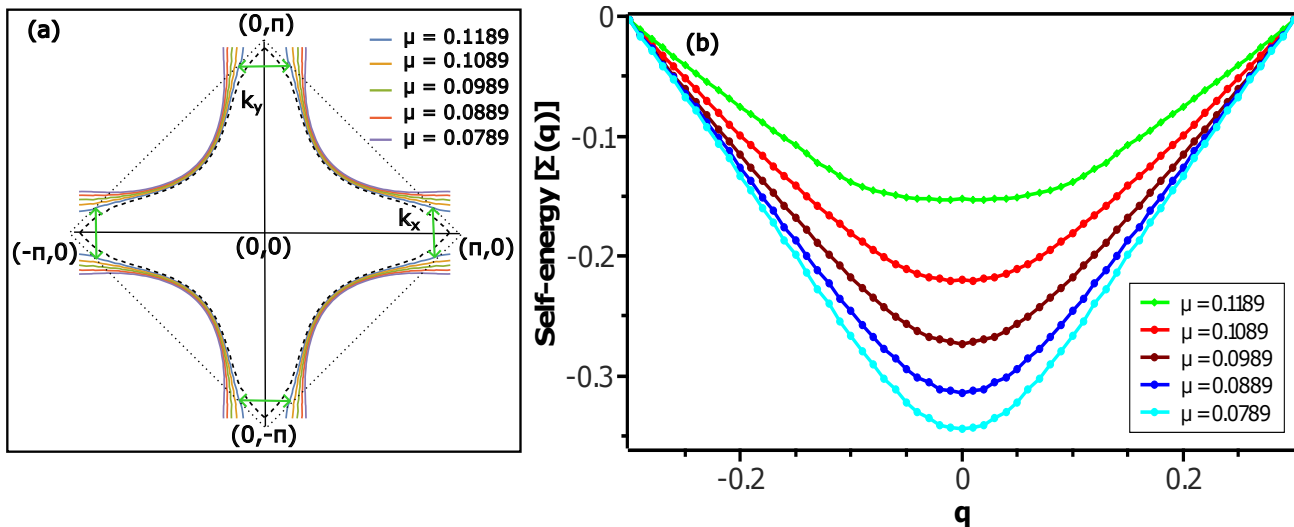 (a)
(0,π)
μ = 0.1189
μ = 0.1089
μ = 0.0989
μ = 0.0889
μ = 0.0789
ky
kx
(-π,0)
(0,0)
(π,0)
(0,-π)
(b)
0
-0.1
-0.2
-0.3
Self-energy [Σ(q)]
μ = 0.1189
μ = 0.1089
μ = 0.0989
μ = 0.0889
μ = 0.0789
-0.2
0
0.2
q